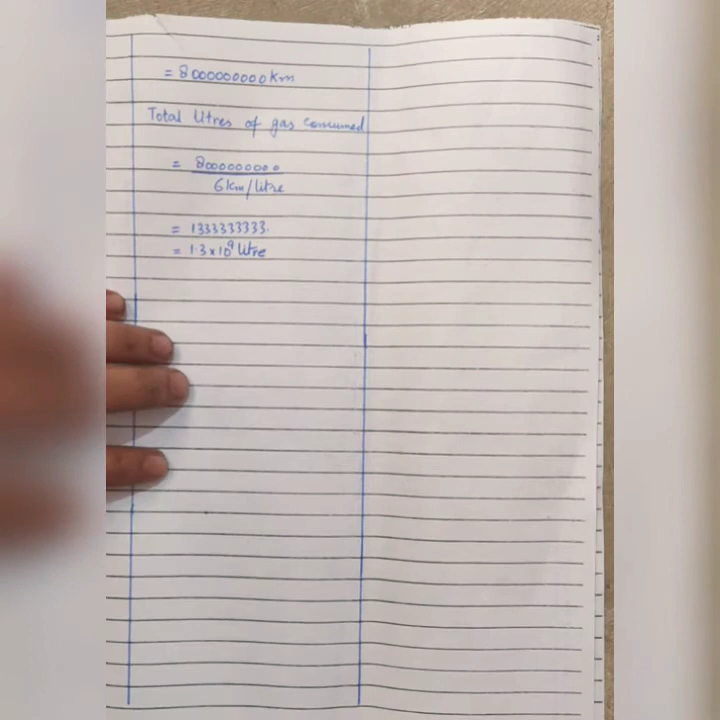 = 8000000000 km
Total litres of gas consumed
= 8000000000
6 km/litre
= 1333333333.
= 1.3 x 10⁹ litre